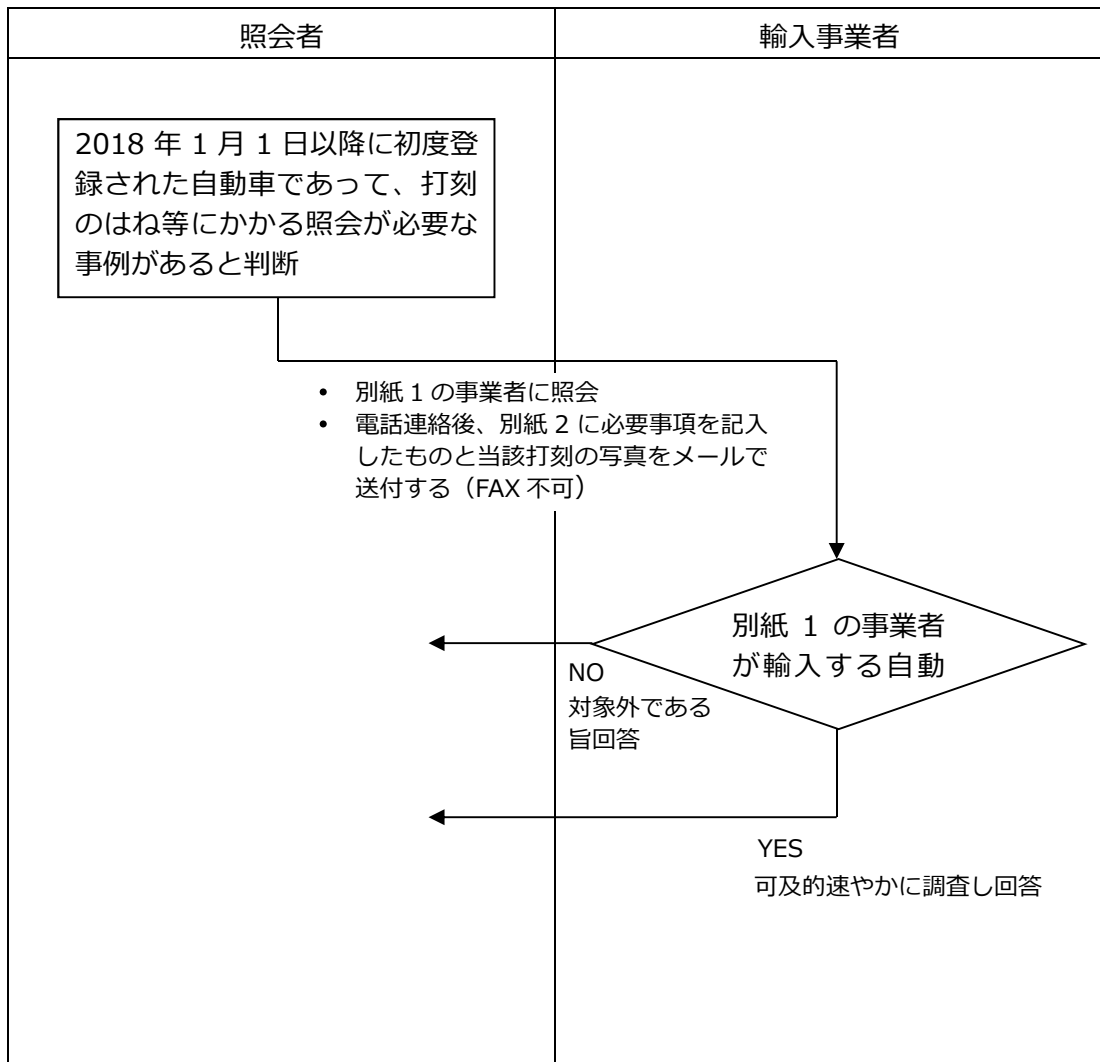 照会者
輸入事業者
2018 年 1 月 1 日以降に初度登
録された自動車であって、打刻
のはね等にかかる照会が必要な
事例があると判断
• 別紙 1 の事業者に照会
• 電話連絡後、別紙 2 に必要事項を記入
したものと当該打刻の写真をメールで
送付する（FAX 不可）
別紙 1 の事業者
が輸入する自動
NO
対象外である
旨回答
YES
可及的速やかに調査し回答